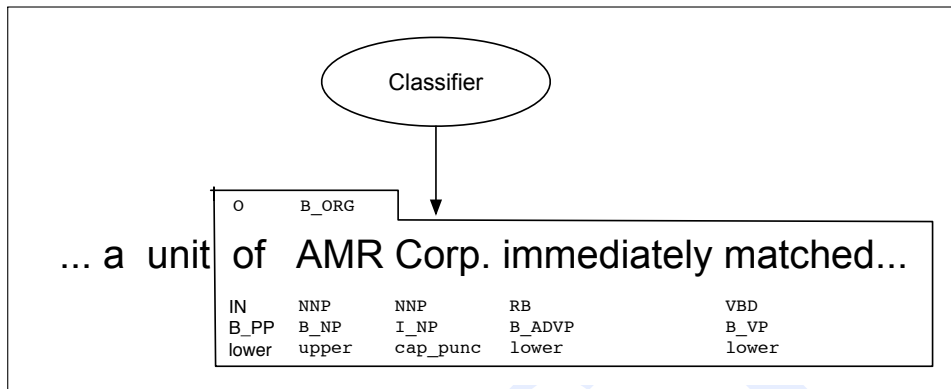 Classifier
O B_ORG
... a unit of AMR Corp. immediately matched...
IN NNP NNP RB VBD
B_PP B_NP I_NP B_ADVP B_VP
lower upper cap_punc lower lower